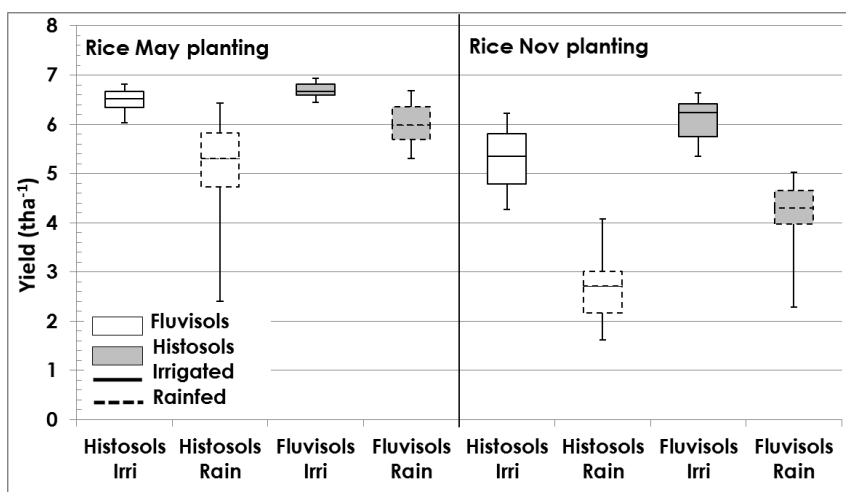 Rice May planting
Rice Nov planting
Yield (tha⁻¹)
8
7
6
5
4
3
2
1
0
Fluvisols
Histosols
Irrigated
Rainfed
Histosols
Irri
Histosols
Rain
Fluvisols
Irri
Fluvisols
Rain
Histosols
Irri
Histosols
Rain
Fluvisols
Irri
Fluvisols
Rain